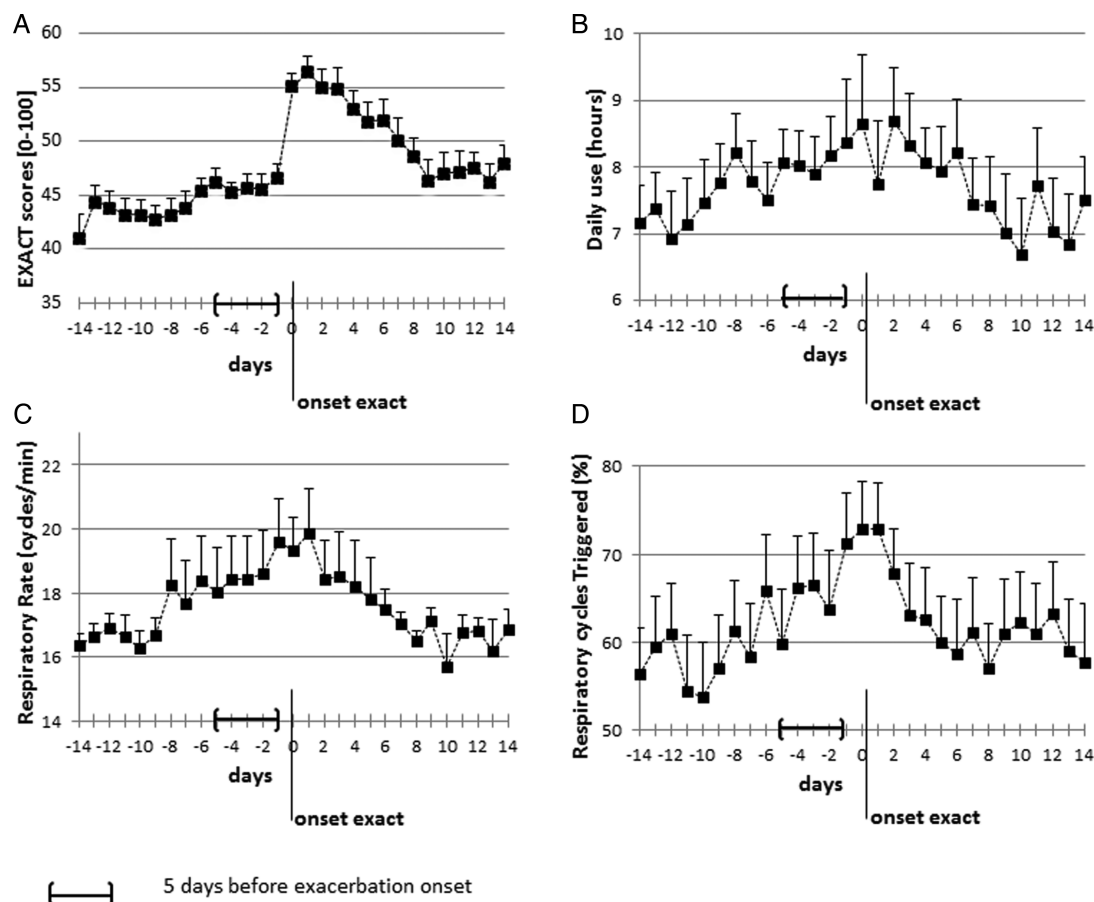 A
EXACT scores [0-100]
60
55
50
45
40
35
-14 -12 -10 -8 -6 -4 -2 0 2 4 6 8 10 12 14
days
onset exact
B
Daily use (hours)
10
9
8
7
6
-14 -12 -10 -8 -6 -4 -2 0 2 4 6 8 10 12 14
days
onset exact
C
Respiratory Rate (cycles/min)
22
20
18
16
14
-14 -12 -10 -8 -6 -4 -2 0 2 4 6 8 10 12 14
days
onset exact
D
Respiratory cycles Triggered (%)
80
70
60
50
-14 -12 -10 -8 -6 -4 -2 0 2 4 6 8 10 12 14
days
onset exact
5 days before exacerbation onset